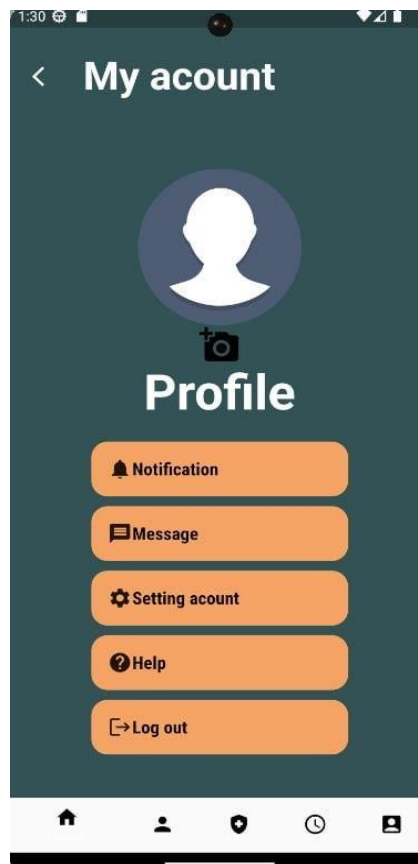 1:30
My acount
Profile
Notification
Message
Setting acount
Help
Log out